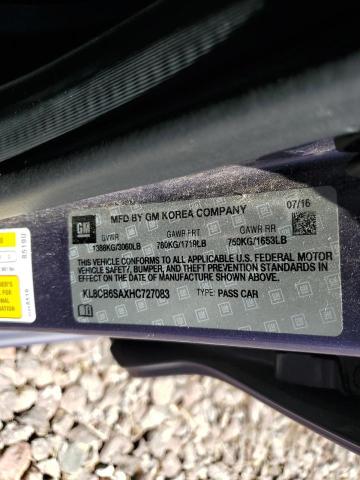 MFD BY GM KOREA COMPANY 07/16
GM
GVWR GAWR FRT GAWR RR
1388KG/3060LB 780KG/1719LB 750KG/1653LB
THIS VEHICLE CONFORMS TO ALL APPLICABLE U.S. FEDERAL MOTOR
VEHICLE SAFETY, BUMPER, AND THEFT PREVENTION STANDARDS
IN EFFECT ON THE DATE OF MANUFACTURE SHOWN ABOVE.
KL8CB6SAXHC727083 TYPE: PASS CAR